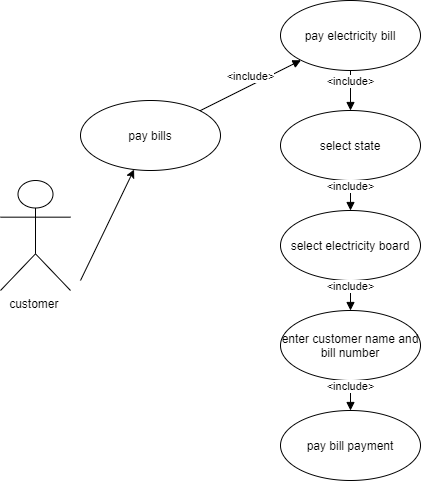 pay electricity bill
<include>
<include>
pay bills
select state
<include>
select electricity board
<include>
customer
enter customer name and
bill number
<include>
pay bill payment